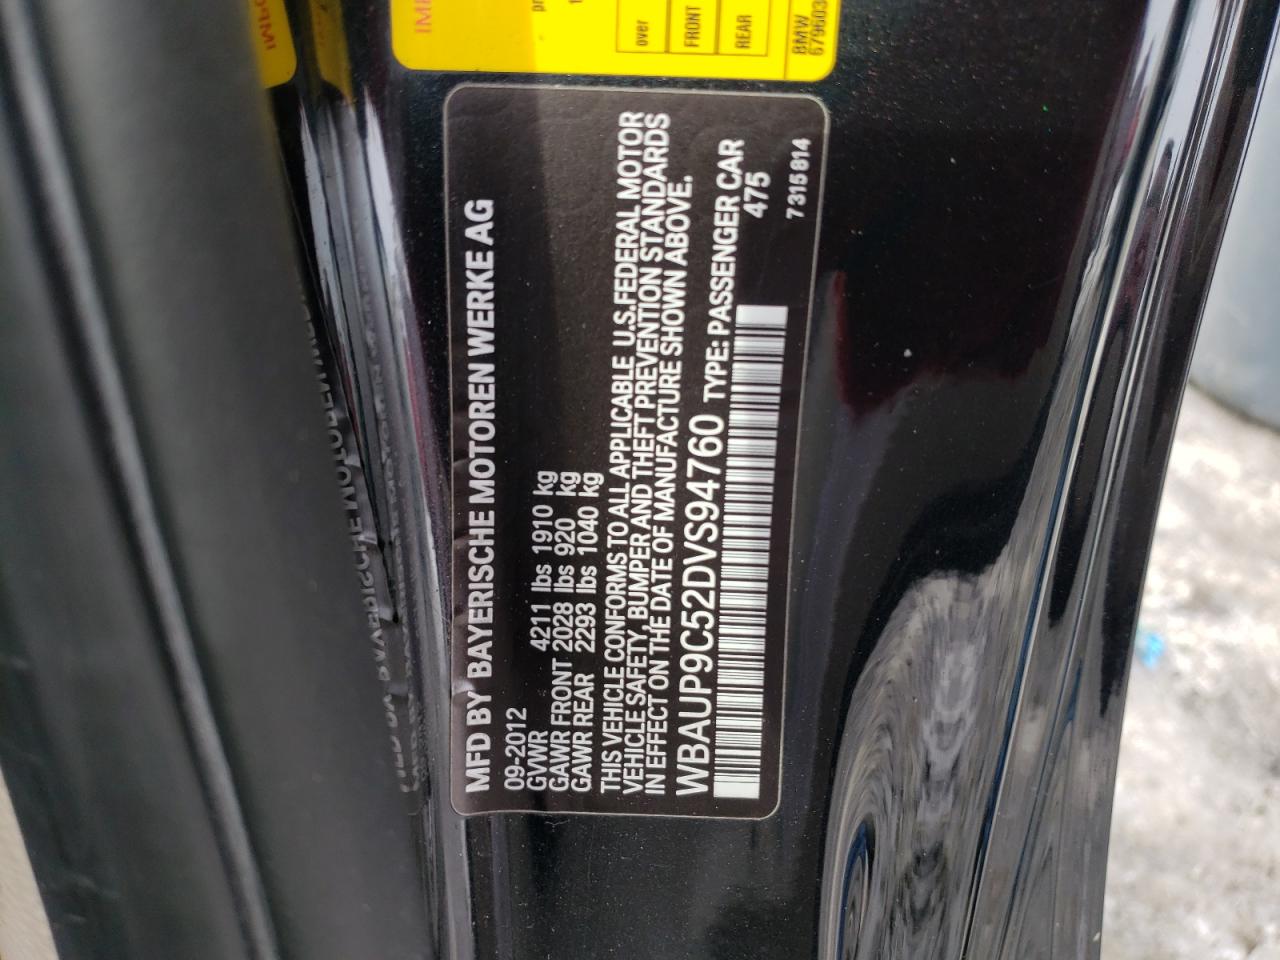 MFD BY BAYERISCHE MOTOREN WERKE AG
09-2012
GVWR 4211 lbs 1910 kg
GAWR FRONT 2028 lbs 920 kg
GAWR REAR 2293 lbs 1040 kg
THIS VEHICLE CONFORMS TO ALL APPLICABLE U.S.FEDERAL MOTOR
VEHICLE SAFETY, BUMPER AND THEFT PREVENTION STANDARDS
IN EFFECT ON THE DATE OF MANUFACTURE SHOWN ABOVE.
WBAUP9C52DVS94760 TYPE: PASSENGER CAR
475
7315814
over
FRONT
REAR
BMW